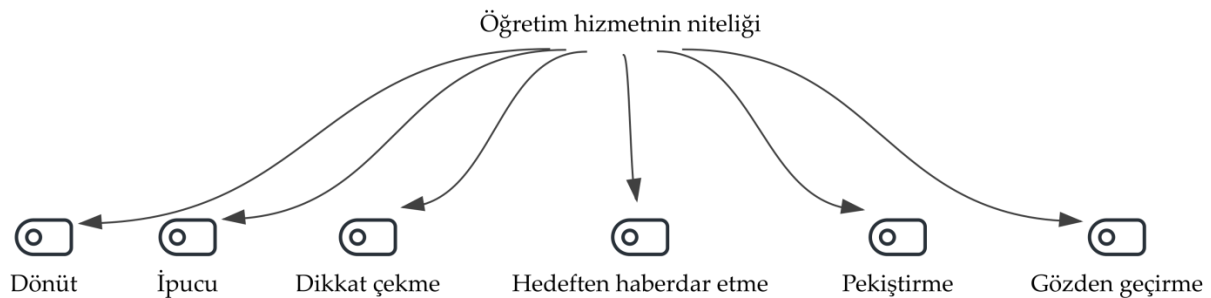 Öğretim hizmetnin niteliği
Dönüt
İpucu
Dikkat çekme
Hedeften haberdar etme
Pekiştirme
Gözden geçirme